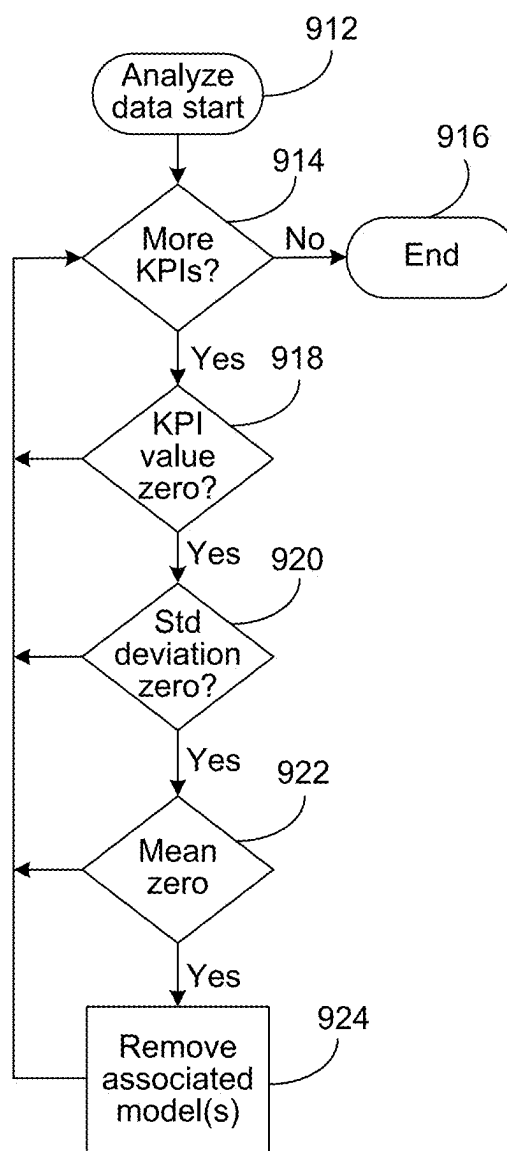 912
Analyze
data start
914
916
More
KPIs?
No
End
Yes
918
KPI
value
zero?
Yes
920
Std
deviation
zero?
Yes
922
Mean
zero
Yes
924
Remove
associated
model(s)